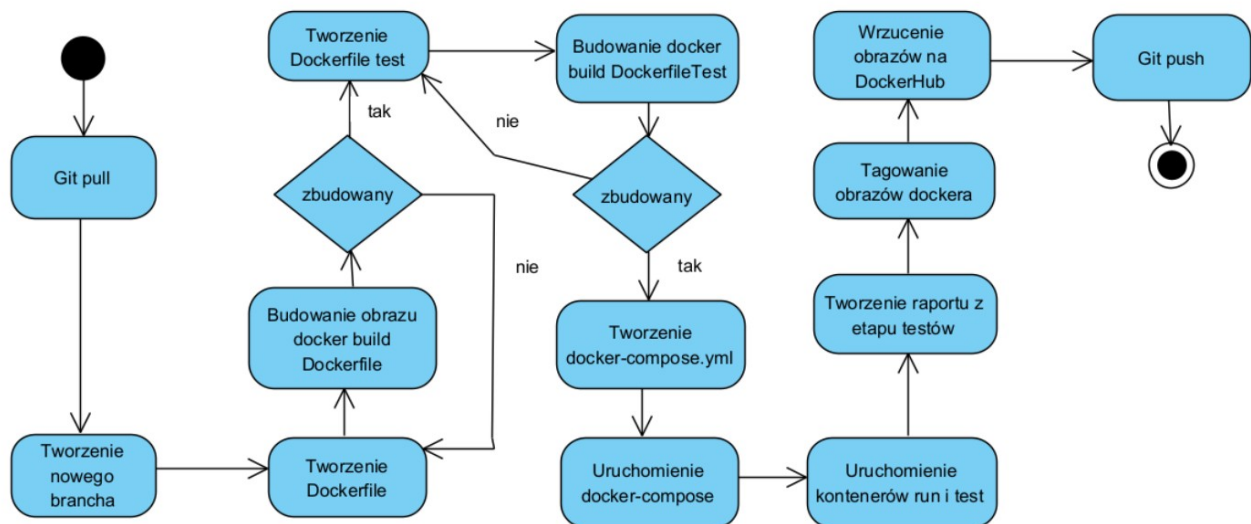 Git pull
Tworzenie
nowego
brancha
Tworzenie
Dockerfile
Budowanie obrazu
docker build
Dockerfile
zbudowany
tak
nie
Tworzenie
Dockerfile test
Budowanie docker
build DockerfileTest
zbudowany
nie
tak
Tworzenie
docker-compose.yml
Uruchomienie
docker-compose
Uruchomienie
kontenerów run i test
Tworzenie raportu z
etapu testów
Tagowanie
obrazów dockera
Wrzucenie
obrazów na
DockerHub
Git push